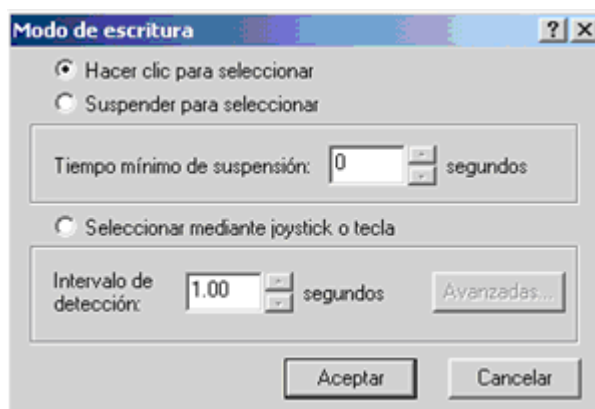 Modo de escritura
Hacer clic para seleccionar
Suspender para seleccionar
Tiempo mínimo de suspensión: 0 segundos
Seleccionar mediante joystick o tecla
Intervalo de
detección: 1.00 segundos Avanzadas...
Aceptar Cancelar